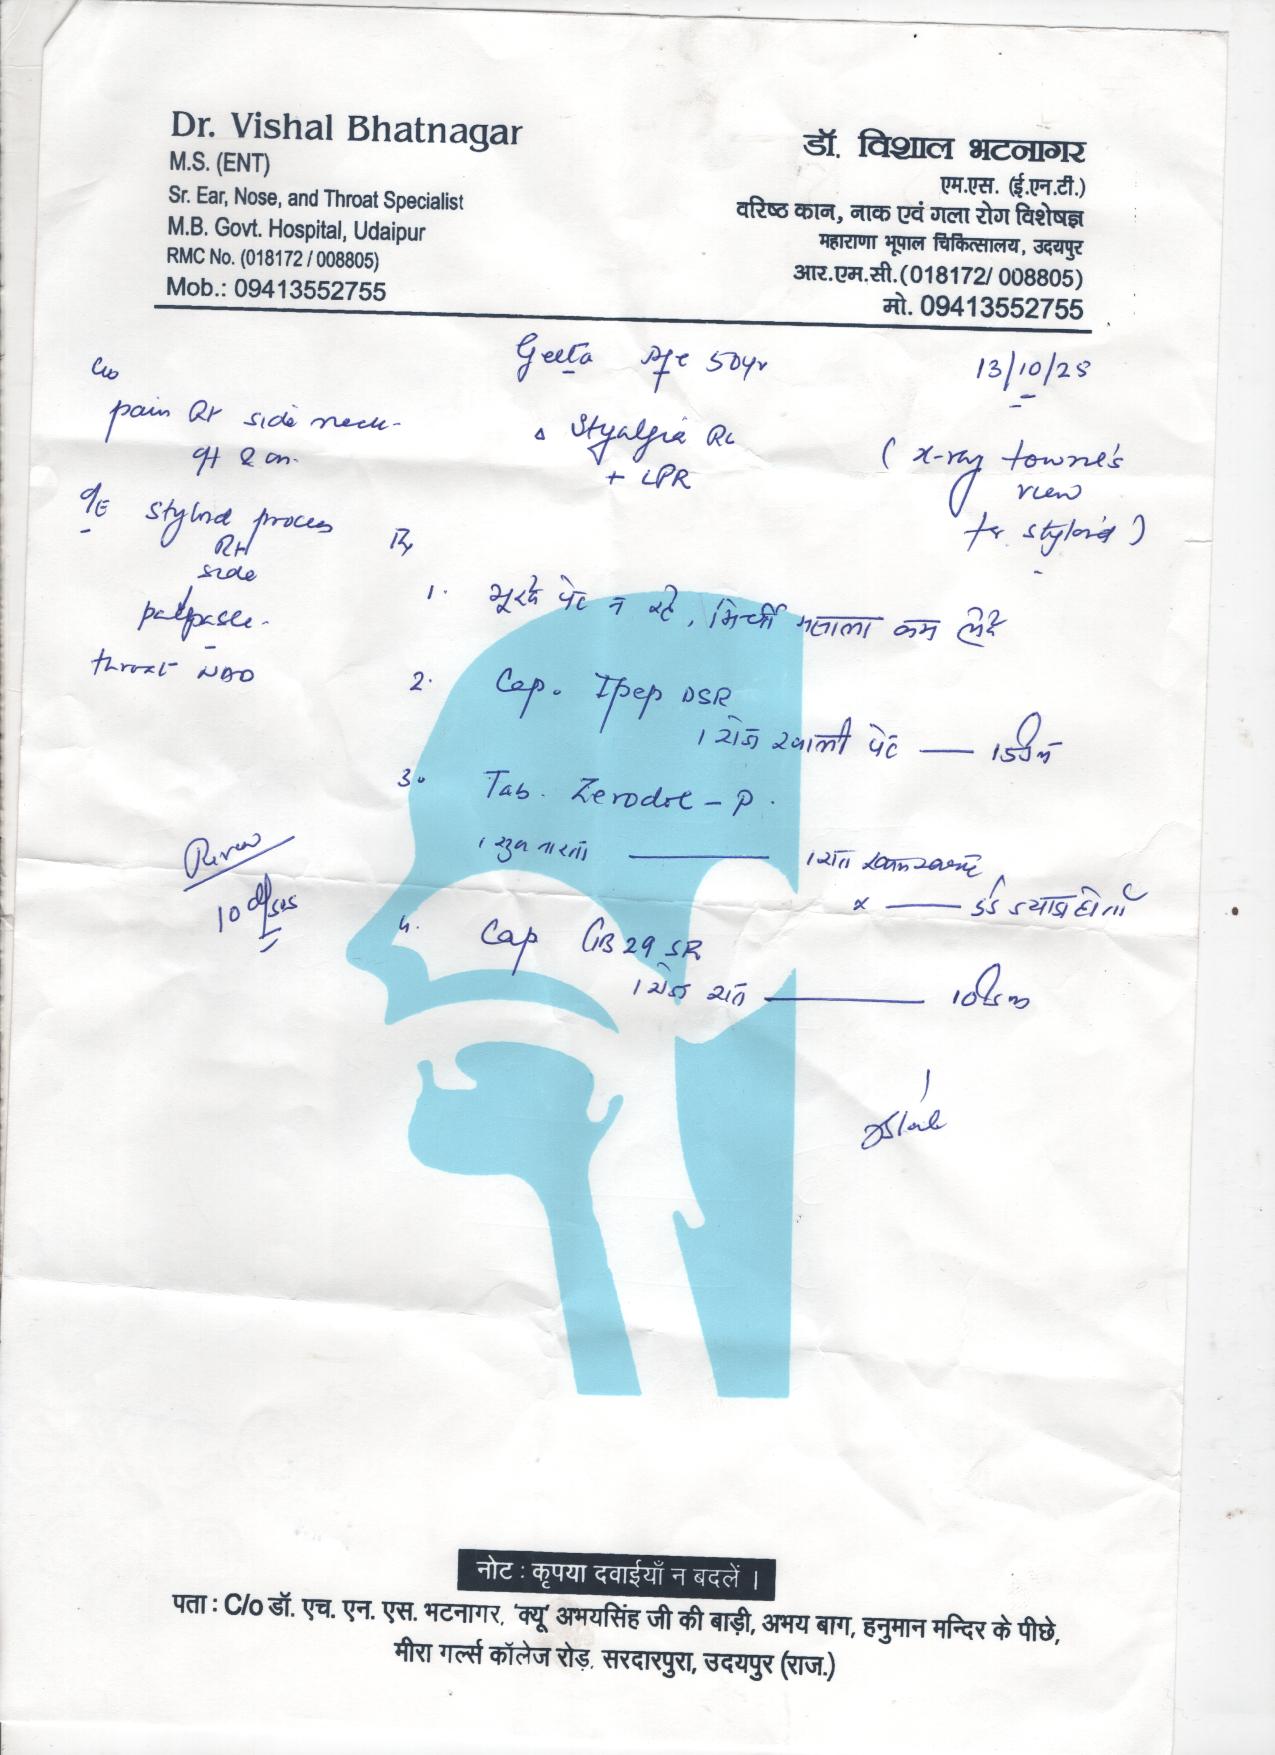 Dr. Vishal Bhatnagar
M.S. (ENT)
Sr. Ear, Nose, and Throat Specialist
M.B. Govt. Hospital, Udaipur
RMC No. (018172 / 008805)
Mob.: 09413552755
डॉ. विशाल भटनागर
एम.एस. (ई.एन.टी.)
वरिष्ठ कान, नाक एवं गला रोग विशेषज्ञ
महाराणा भूपाल चिकित्सालय, उदयपुर
आर.एम.सी.(018172/ 008805)
मो. 09413552755
Geeta 50yr
13/10/25
c/o
pain Rt side neck
O/E styloid process
Rt
side
palpable.
throat NAD
Δ Styalgia Rt
+ LPR
( x-ray towne's
view
for styloid )
Rx
1. भूखे पेट न रहे, मिर्ची मसाला कम लेवे
2. Cap. Ipep DSR
1 रोज खाली पेट — 15 दिन
3. Tab. Zerodol - P.
1 सुबह नाश्ता — 1 रात
x — दर्द ज्यादा हो तो
4. Cap GB 29 SR
1 रोज रात — 10 दिन
Review
10 days
नोट : कृपया दवाईयाँ न बदलें ।
पता : C/o डॉ. एच. एन. एस. भटनागर, 'क्यू' अभयसिंह जी की बाड़ी, अभय बाग, हनुमान मन्दिर के पीछे,
मीरा गर्ल्स कॉलेज रोड़, सरदारपुरा, उदयपुर (राज.)